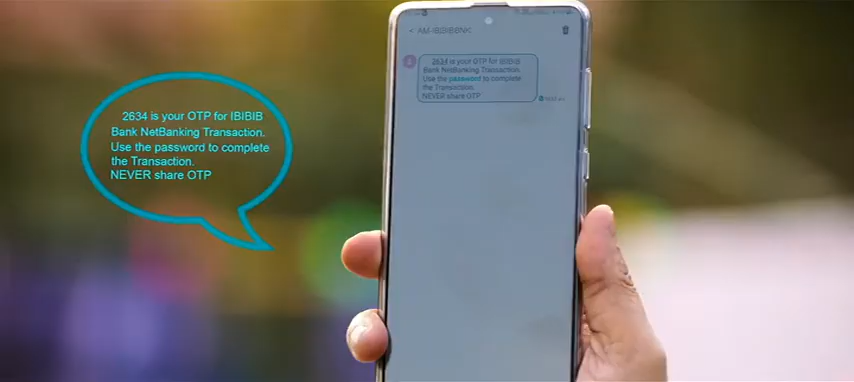 2634 is your OTP for IBIBIB
Bank NetBanking Transaction.
Use the password to complete
the Transaction.
NEVER share OTP
AM-IBIBIBBNK
2634 is your OTP for IBIBIB
Bank NetBanking Transaction.
Use the password to complete
the Transaction.
NEVER share OTP